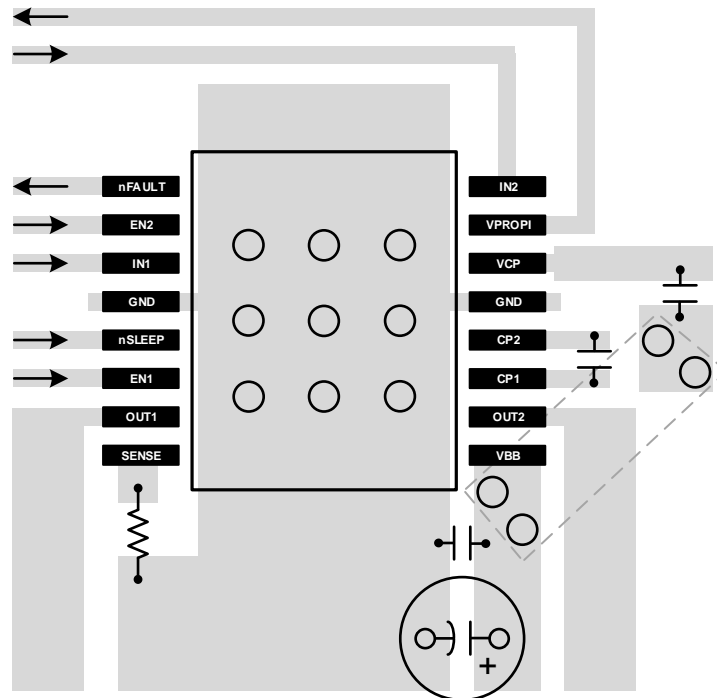 nFAULT IN2
EN2 VPROPI
IN1 VCP
GND GND
nSLEEP CP2
EN1 CP1
OUT1 OUT2
SENSE VBB
+